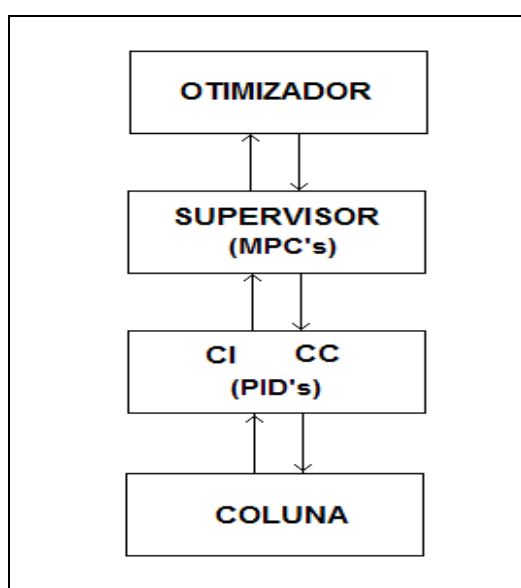 OTIMIZADOR
SUPERVISOR
(MPC's)
CI CC
(PID's)
COLUNA